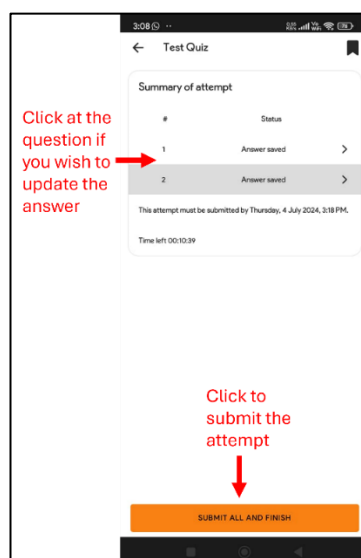 3:08
Test Quiz
Summary of attempt
# Status
Click at the
question if
you wish to
update the
answer
1 Answer saved
2 Answer saved
This attempt must be submitted by Thursday, 4 July 2024, 3:18 PM.
Time left 00:10:39
Click to
submit the
attempt
SUBMIT ALL AND FINISH